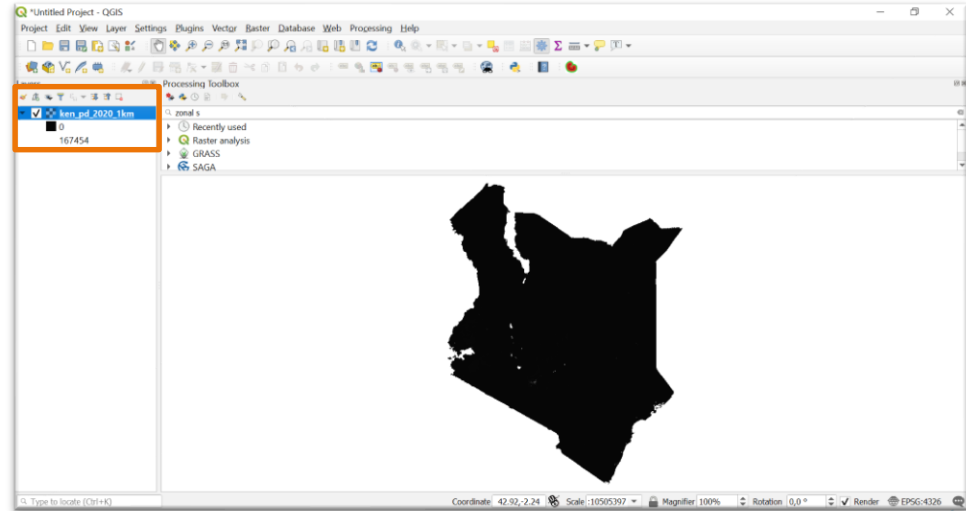 *Untitled Project - QGIS
Project Edit View Layer Settings Plugins Vector Raster Database Web Processing Help
Processing Toolbox
zonal s
ken_pd_2020_1km
0
167454
Recently used
Raster analysis
GRASS
SAGA
Type to locate (Ctrl+K)
Coordinate 42.92,-2.24 Scale :10505397 Magnifier 100% Rotation 0,0 ° Render EPSG:4326